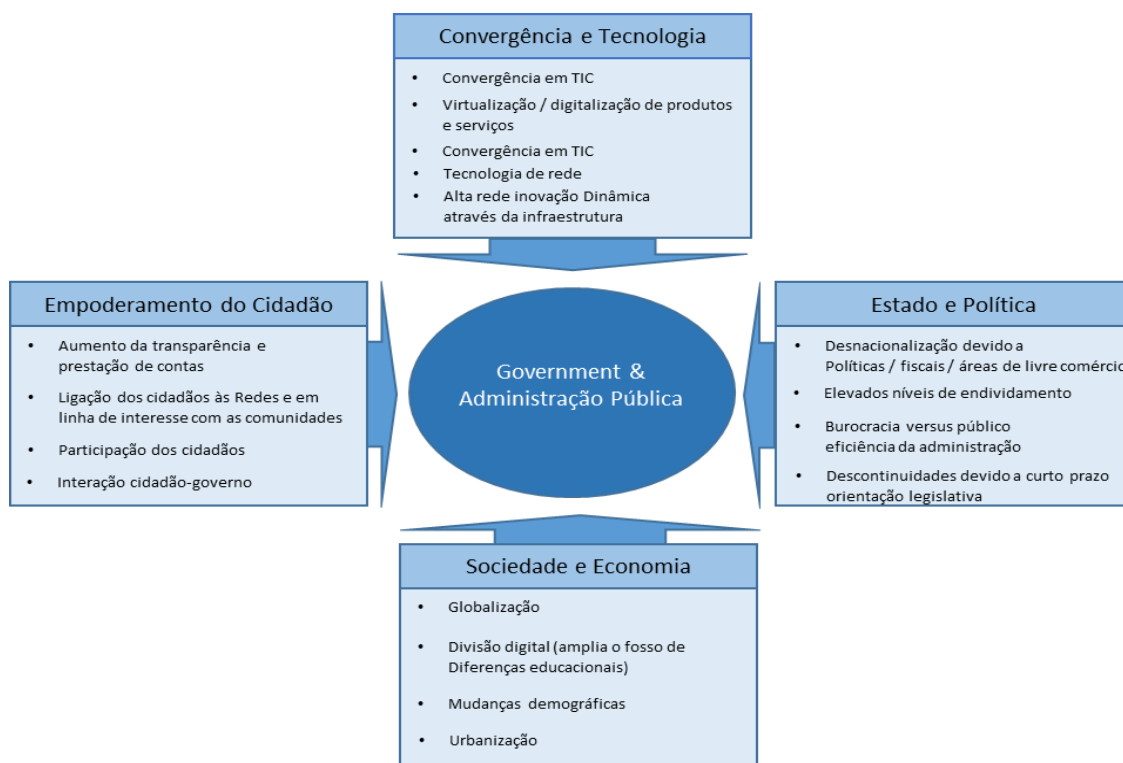 Convergência e Tecnologia
• Convergência em TIC
• Virtualização / digitalização de produtos
e serviços
• Convergência em TIC
• Tecnologia de rede
• Alta rede inovação Dinâmica
através da infraestrutura
Empoderamento do Cidadão
• Aumento da transparência e
prestação de contas
• Ligação dos cidadãos às Redes e em
linha de interesse com as comunidades
• Participação dos cidadãos
• Interação cidadão-governo
Government &
Administração Pública
Estado e Política
• Desnacionalização devido a
Políticas / fiscais / áreas de livre comércio
• Elevados níveis de endividamento
• Burocracia versus público
eficiência da administração
• Descontinuidades devido a curto prazo
orientação legislativa
Sociedade e Economia
• Globalização
• Divisão digital (amplia o fosso de
Diferenças educacionais)
• Mudanças demográficas
• Urbanização